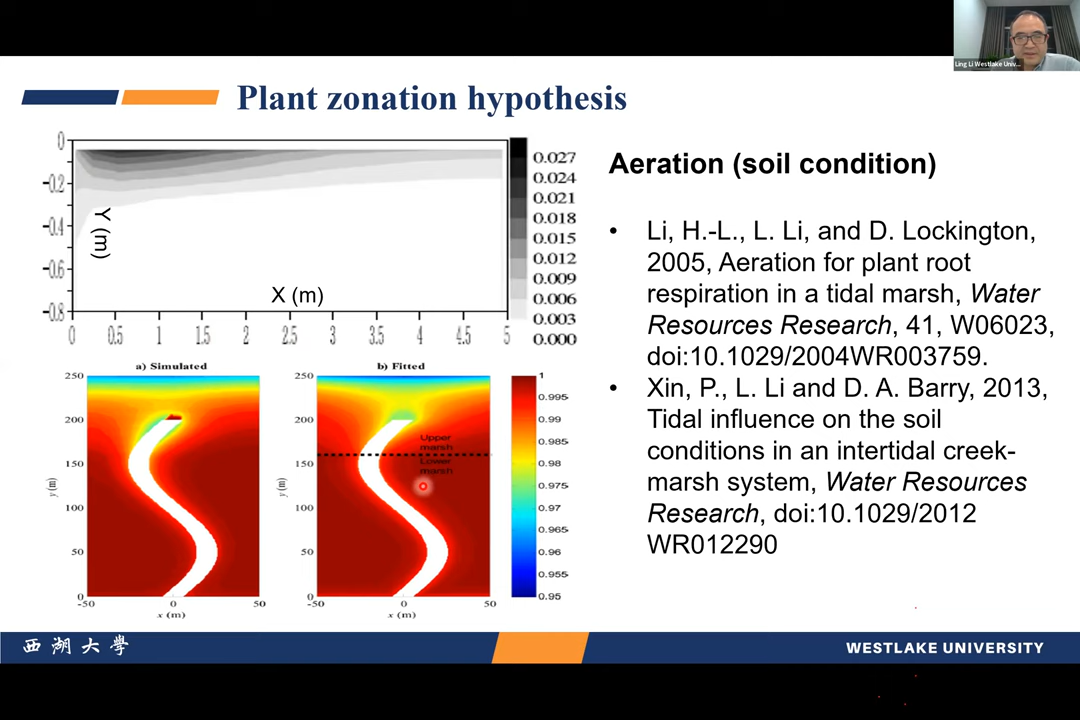 Ling Li Westlake Univ...
Plant zonation hypothesis
0
-0.2
-0.4
-0.6
-0.8
Y (m)
X (m)
0 0.5 1 1.5 2 2.5 3 3.5 4 4.5 5
0.027
0.024
0.021
0.018
0.015
0.012
0.009
0.006
0.003
0.000
a) Simulated
250
200
150
100
50
0
y (m)
-50 0 50
x (m)
b) Fitted
250
200
150
100
50
0
y (m)
Upper
marsh
Lower
marsh
-50 0 50
x (m)
1
0.995
0.99
0.985
0.98
0.975
0.97
0.965
0.96
0.955
0.95
Aeration (soil condition)
• Li, H.-L., L. Li, and D. Lockington,
2005, Aeration for plant root
respiration in a tidal marsh, Water
Resources Research, 41, W06023,
doi:10.1029/2004WR003759.
• Xin, P., L. Li and D. A. Barry, 2013,
Tidal influence on the soil
conditions in an intertidal creek-
marsh system, Water Resources
Research, doi:10.1029/2012
WR012290
西湖大學
WESTLAKE UNIVERSITY